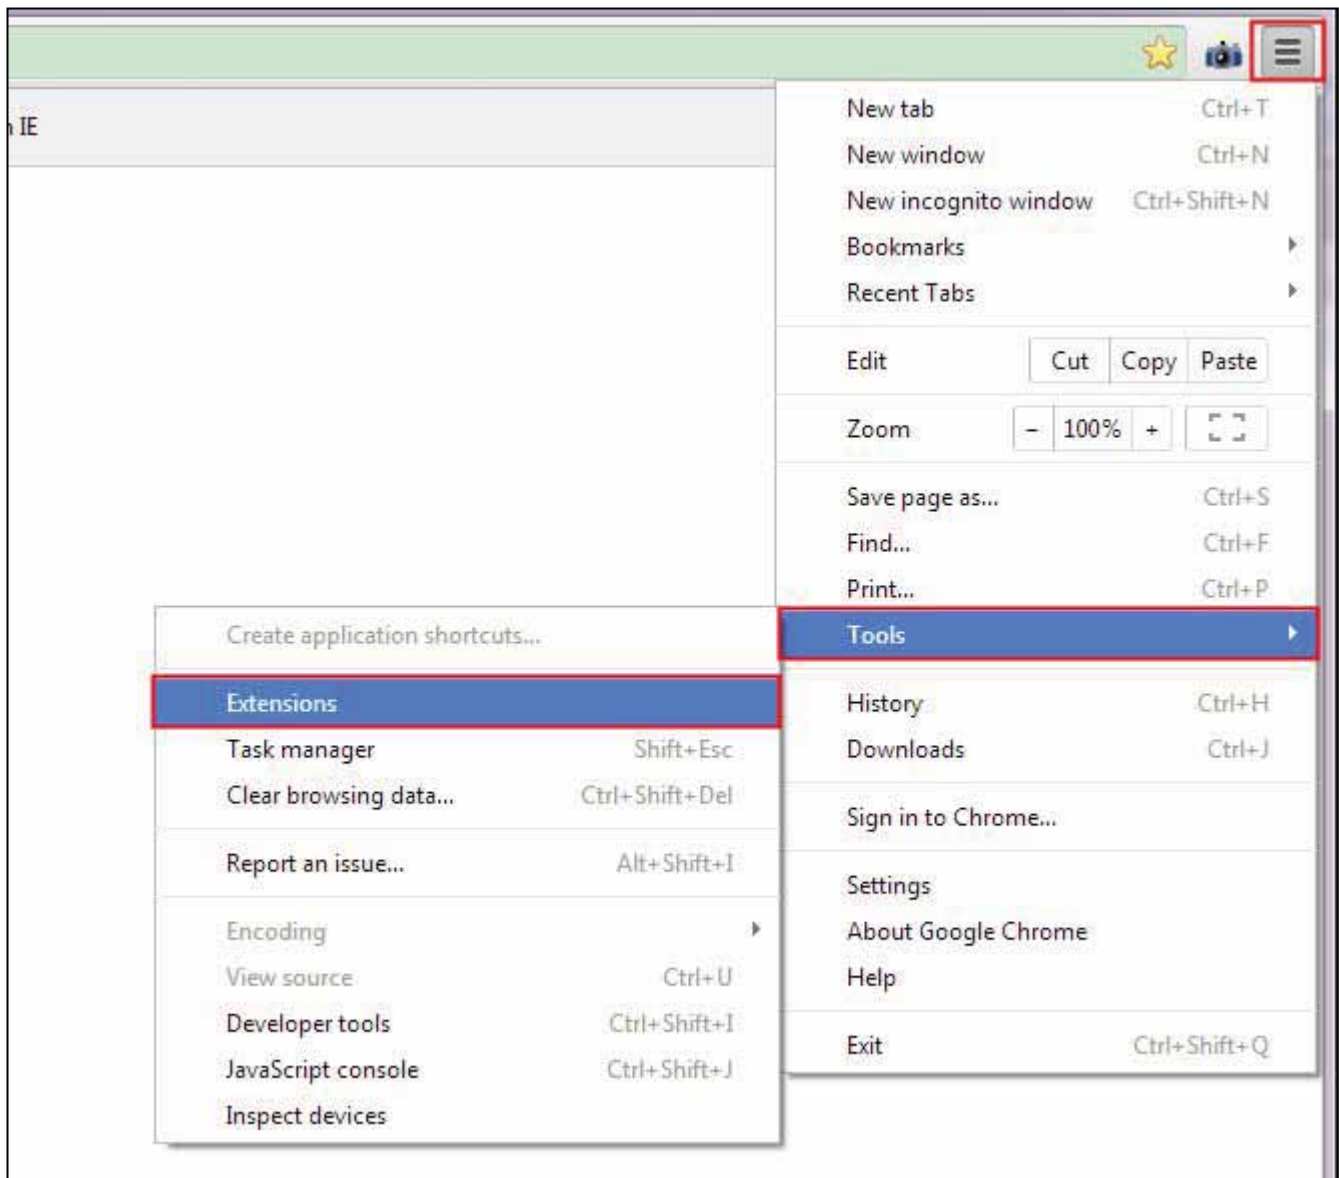 IE
New tab Ctrl+T
New window Ctrl+N
New incognito window Ctrl+Shift+N
Bookmarks
Recent Tabs
Edit Cut Copy Paste
Zoom - 100% +
Save page as... Ctrl+S
Find... Ctrl+F
Print... Ctrl+P
Tools
History Ctrl+H
Downloads Ctrl+J
Sign in to Chrome...
Settings
About Google Chrome
Help
Exit Ctrl+Shift+Q
Create application shortcuts...
Extensions
Task manager Shift+Esc
Clear browsing data... Ctrl+Shift+Del
Report an issue... Alt+Shift+I
Encoding
View source Ctrl+U
Developer tools Ctrl+Shift+I
JavaScript console Ctrl+Shift+J
Inspect devices